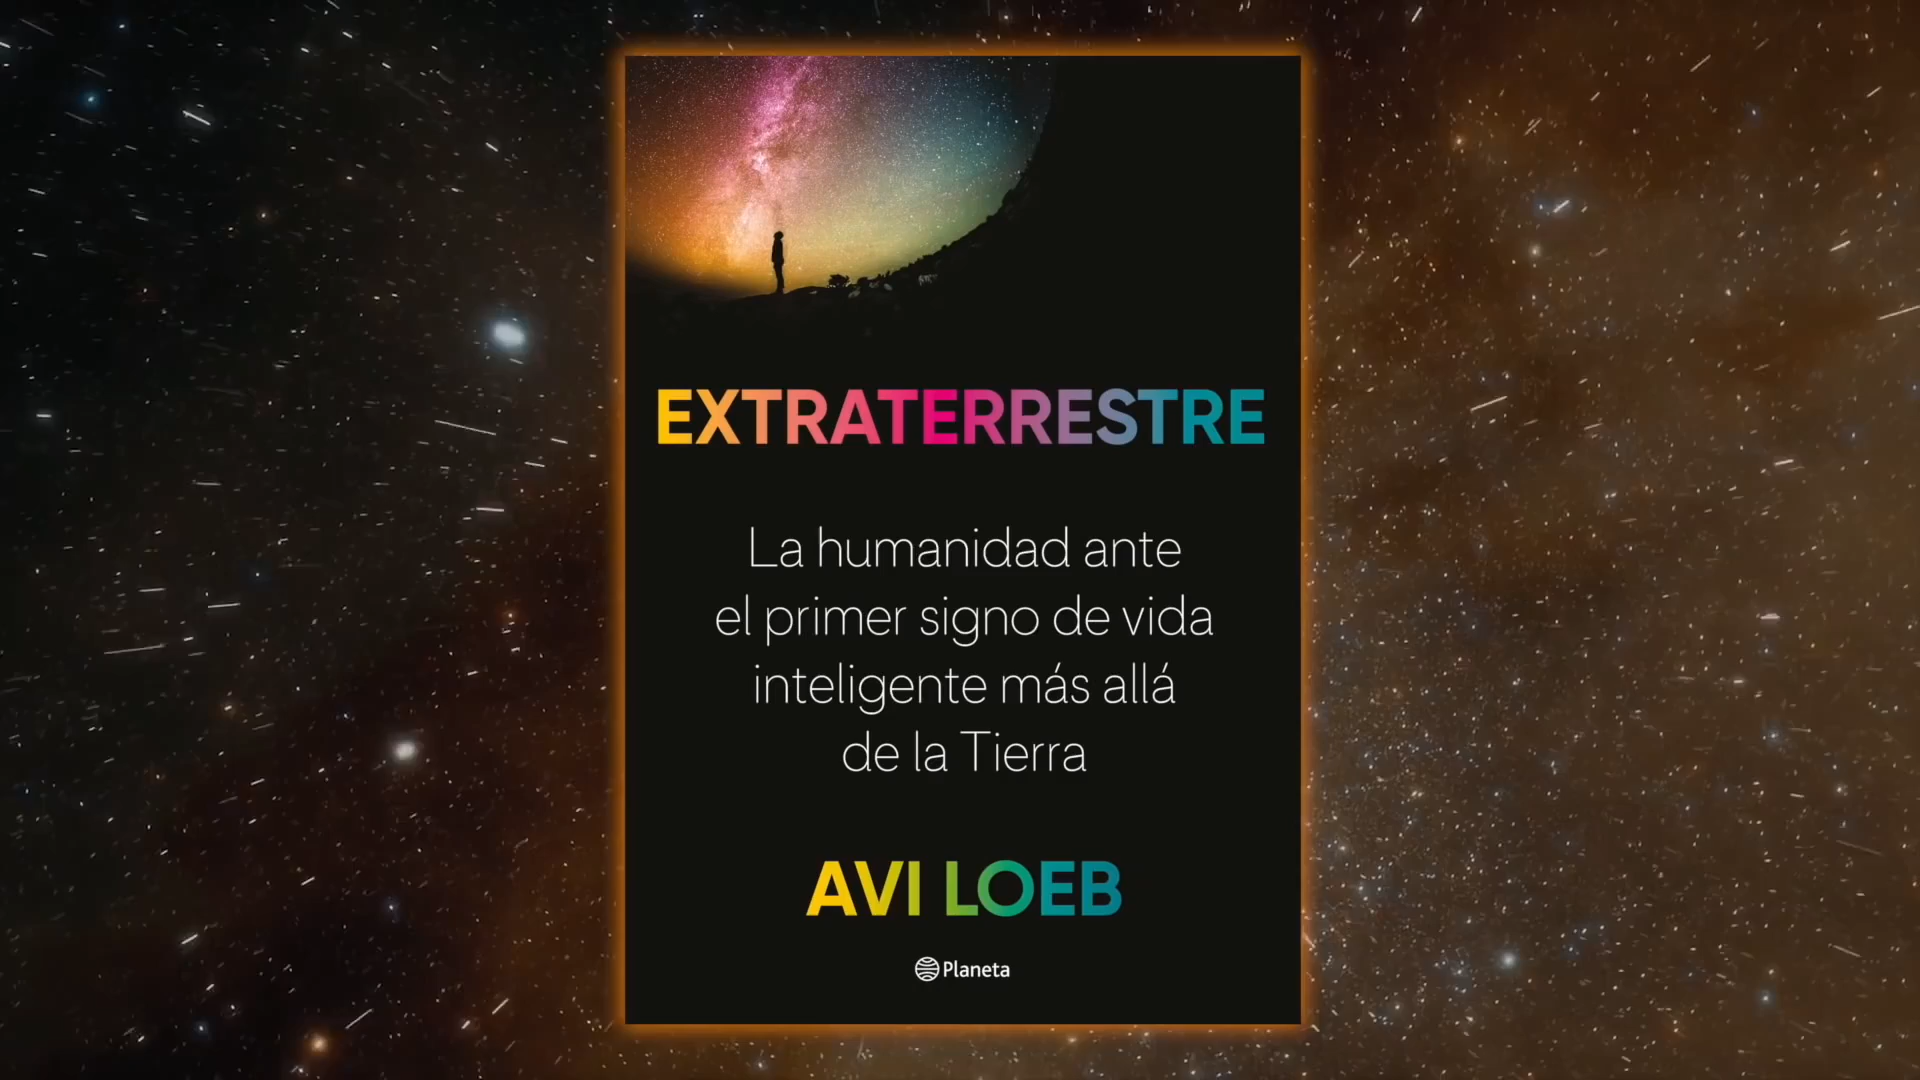 EXTRATERRESTRE
La humanidad ante
el primer signo de vida
inteligente más allá
de la Tierra
AVI LOEB
Planeta